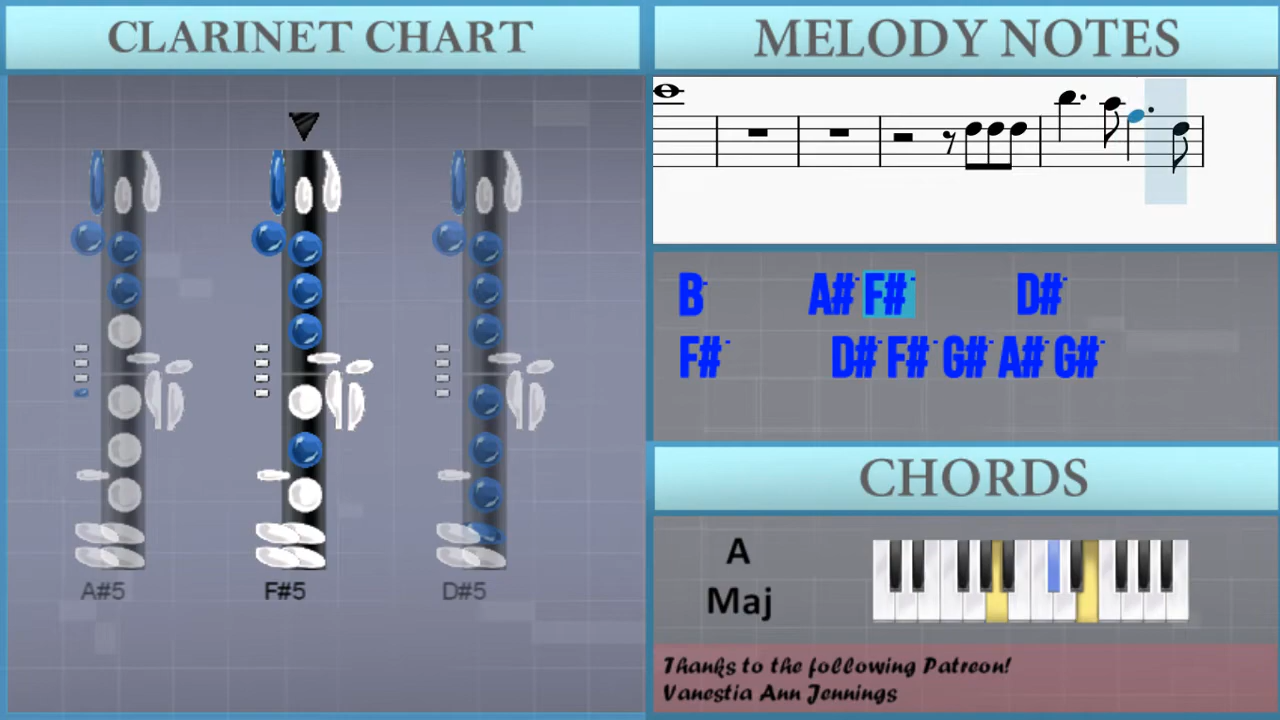 CLARINET CHART
A#5 F#5 D#5
MELODY NOTES
B A# F# D#
F# D# F# G# A# G#
CHORDS
A
Maj
Thanks to the following Patreon!
Vanestia Ann Jennings